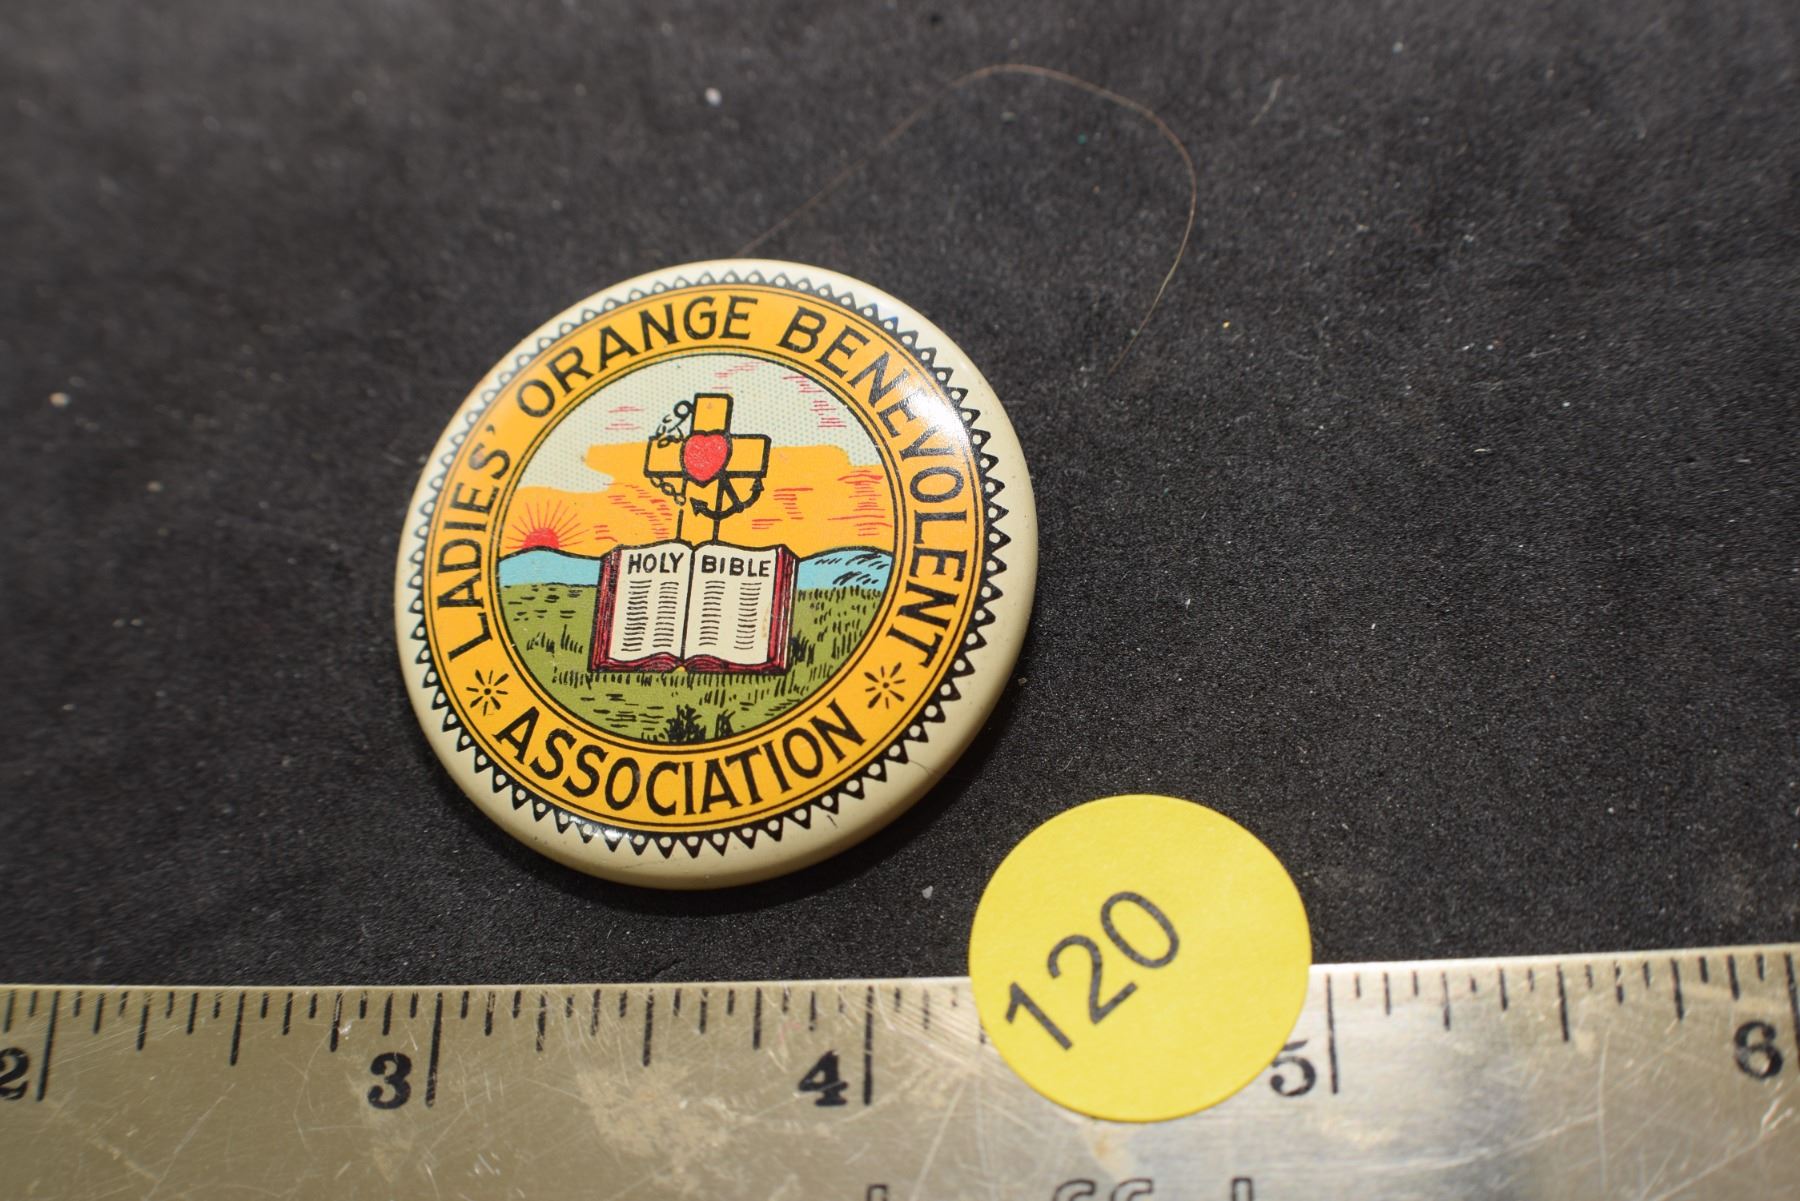 LADIES' ORANGE BENEVOLENT
ASSOCIATION
HOLY BIBLE
120
2 3 4 5 6